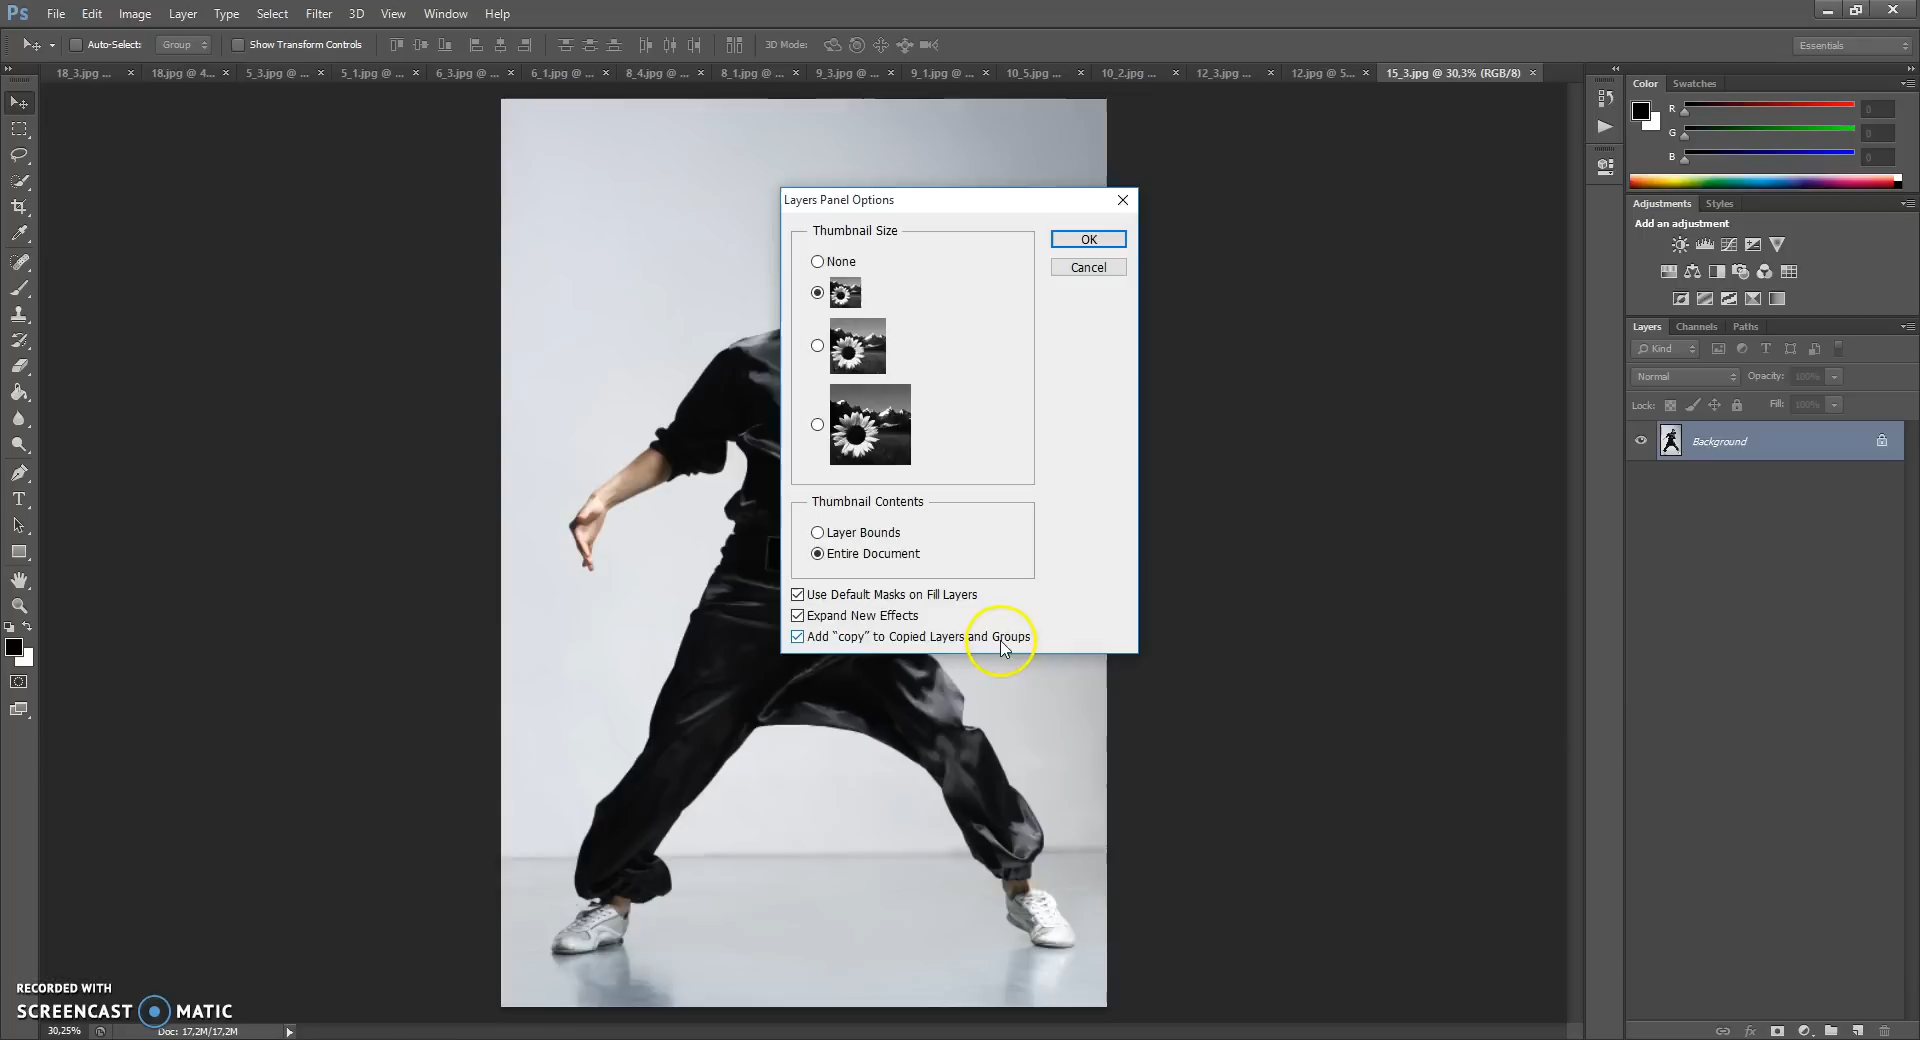 Ps File Edit Image Layer Type Select Filter 3D View Window Help
Auto-Select: Group Show Transform Controls 3D Mode: Essentials
18_3.jpg ... × 18.jpg @ 4... × 5_3.jpg @ ... × 5_1.jpg @ ... × 6_3.jpg @ ... × 6_1.jpg @ ... × 8_4.jpg @ ... × 8_1.jpg @ ... × 9_3.jpg @ ... × 9_1.jpg @ ... × 10_5.jpg ... × 10_2.jpg ... × 12_3.jpg ... × 12.jpg @ 5... × 15_3.jpg @ 30,3% (RGB/8) ×
Color Swatches
R 0
G 0
B 0
Adjustments Styles
Add an adjustment
Layers Channels Paths
Kind
Normal Opacity: 100%
Lock: Fill: 100%
Background
Layers Panel Options
Thumbnail Size
OK
None
Cancel
Thumbnail Contents
Layer Bounds
Entire Document
Use Default Masks on Fill Layers
Expand New Effects
Add “copy” to Copied Layers and Groups
RECORDED WITH
SCREENCAST MATIC
30,25% Doc: 17,2M/17,2M
fx